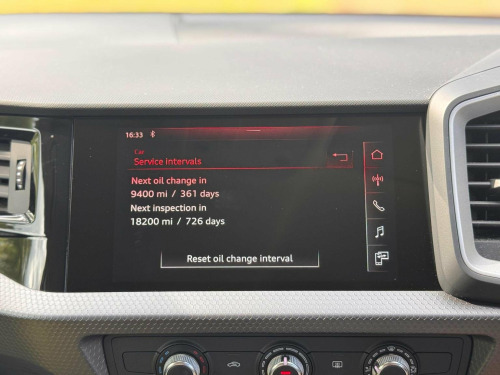 16:33
Car
Service intervals
Next oil change in
9400 mi / 361 days
Next inspection in
18200 mi / 726 days
Reset oil change interval